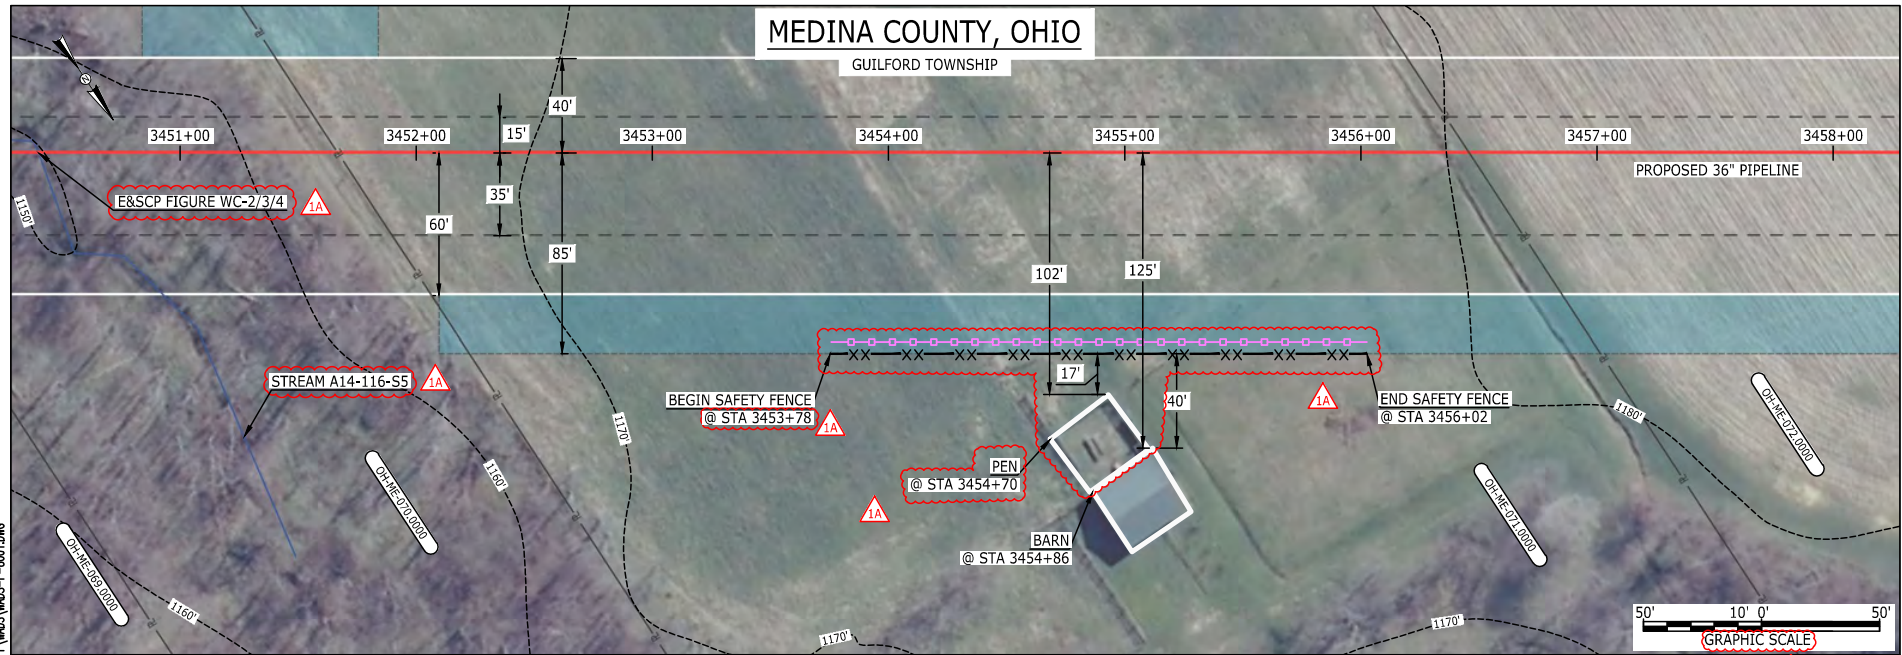 MEDINA COUNTY, OHIO
GUILFORD TOWNSHIP
40'
15'
3451+00
3452+00
3453+00
3454+00
3455+00
3456+00
3457+00
3458+00
PROPOSED 36" PIPELINE
E&SCP FIGURE WC-2/3/4
1A
35'
60'
85'
1150'
102'
125'
STREAM A14-116-S5
1A
17'
40'
BEGIN SAFETY FENCE
@ STA 3453+78
1A
1A
END SAFETY FENCE
@ STA 3456+02
1170'
1180'
OH-ME-072.0000
PEN
@ STA 3454+70
1A
1160'
OH-ME-070.0000
OH-ME-071.0000
BARN
@ STA 3454+86
OH-ME-069.0000
1160'
1170'
1170'
50'
10'
0'
50'
GRAPHIC SCALE